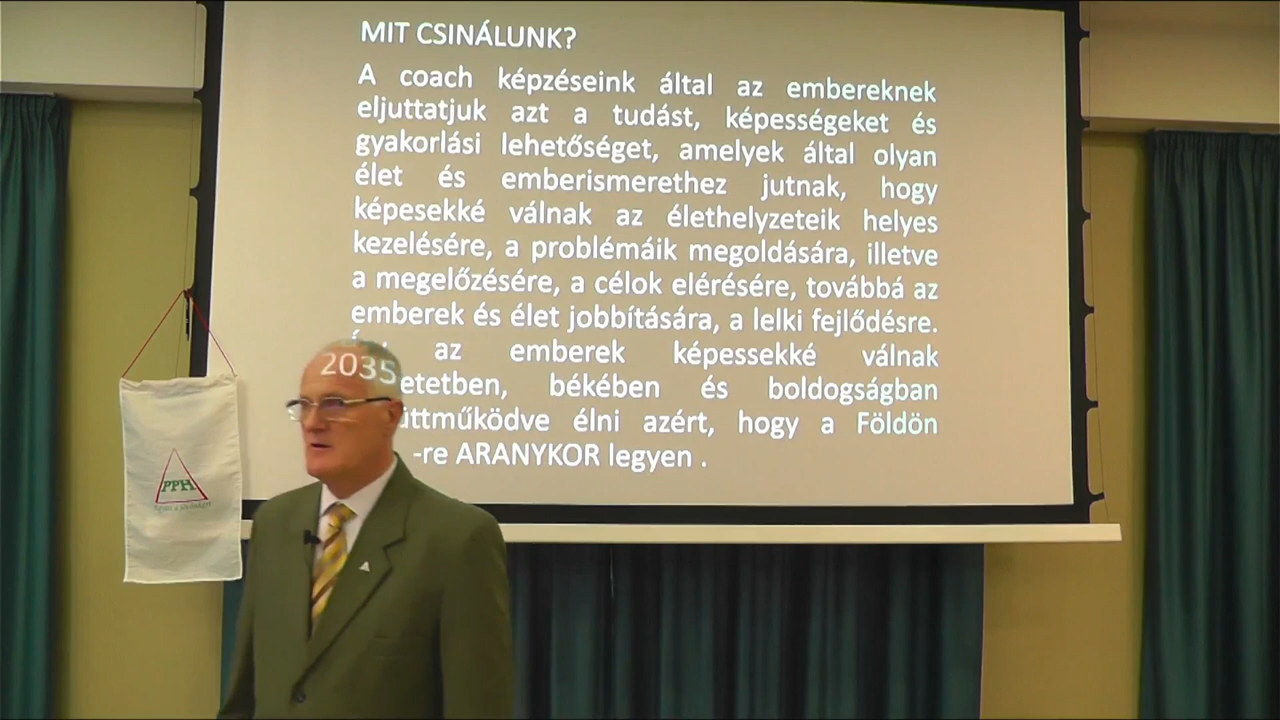 MIT CSINÁLUNK?
A coach képzéseink által az embereknek
eljuttatjuk azt a tudást, képességeket és
gyakorlási lehetőséget, amelyek által olyan
élet és emberismerethez jutnak, hogy
képesekké válnak az élethelyzeteik helyes
kezelésére, a problémáik megoldására, illetve
a megelőzésére, a célok elérésére, továbbá az
emberek és élet jobbítására, a lelki fejlődésre.
az emberek képessekké válnak
etetben, békében és boldogságban
üttműködve élni azért, hogy a Földön
2035 -re ARANYKOR legyen .
PPH